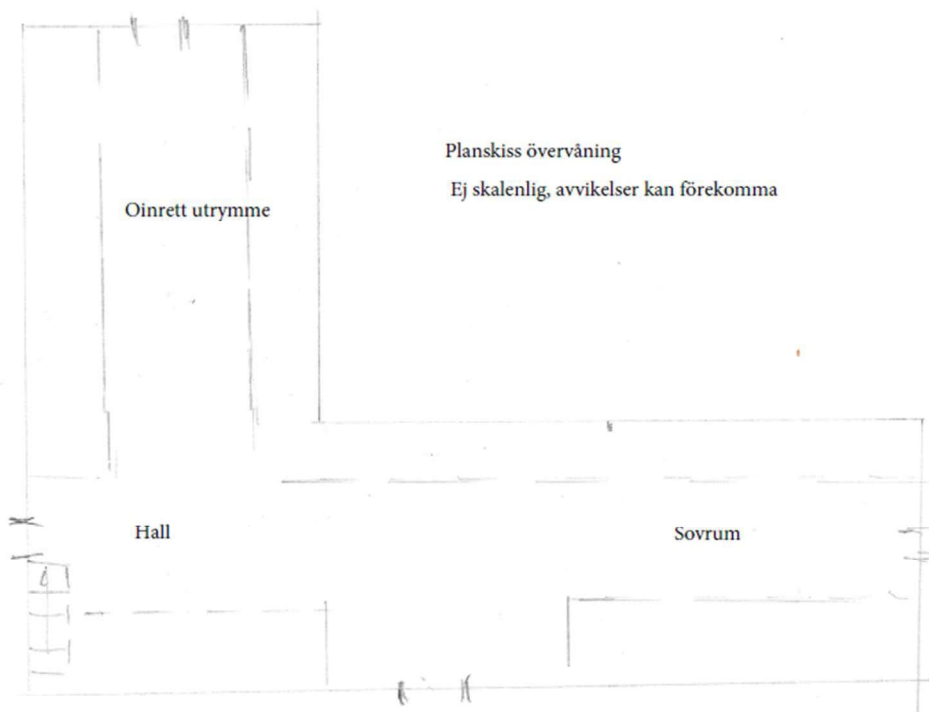 Planskiss övervåning
Ej skalenlig, avvikelser kan förekomma
Oinrett utrymme
Hall
Sovrum